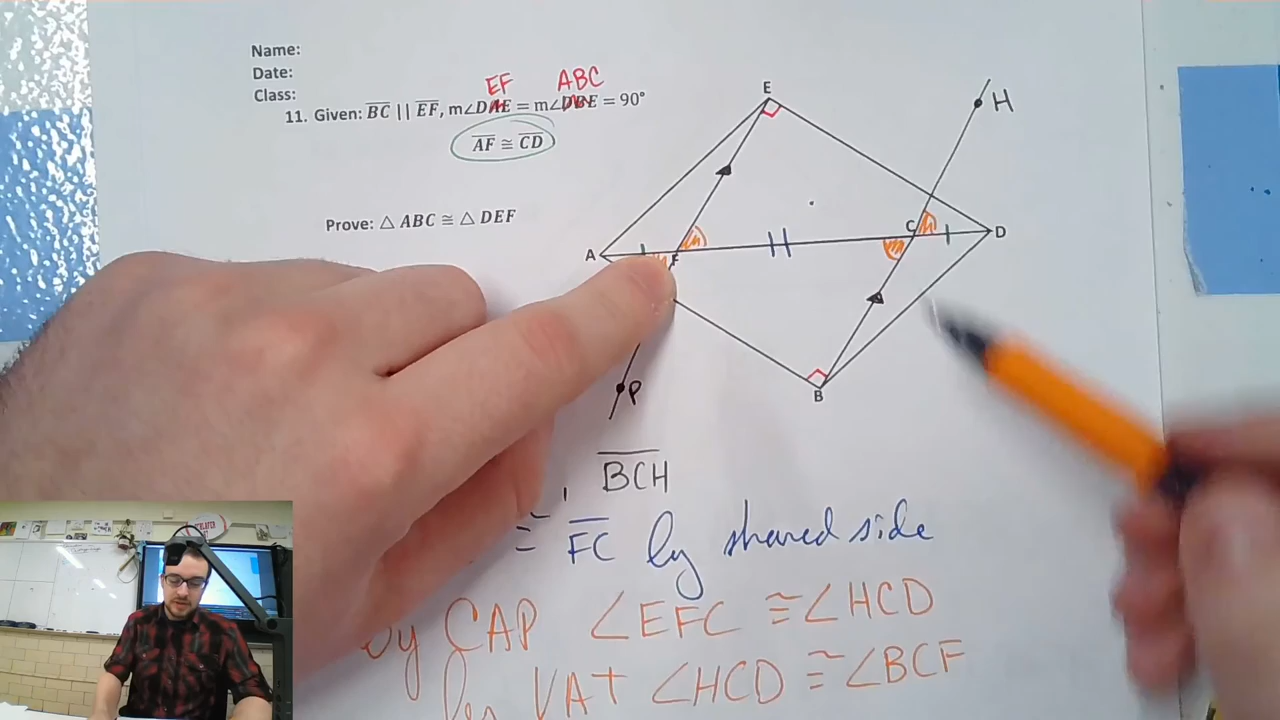 Name:
Date:
Class:
EF ABC
11. Given: BC || EF, m∠DAE = m∠DBE = 90°
AF ≅ CD
Prove: △ ABC ≅ △ DEF
E
H
A
F
C
D
P
B
, BCH
≅ FC by shared side
by CAP ∠EFC ≅ ∠HCD
by VAT ∠HCD ≅ ∠BCF